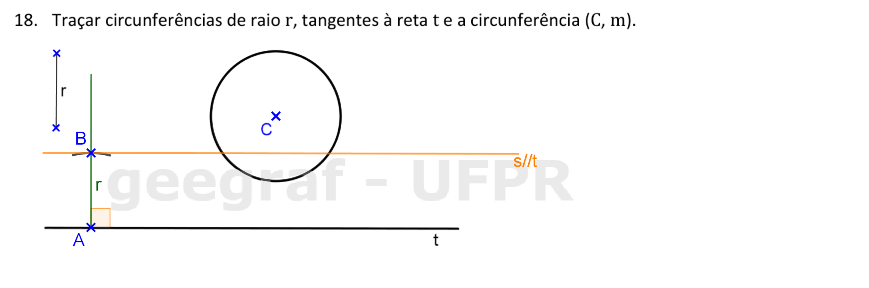 18. Traçar circunferências de raio r, tangentes à reta t e a circunferência (C, m).
r
C
B
s//t
geegraf - UFPR
r
A
t